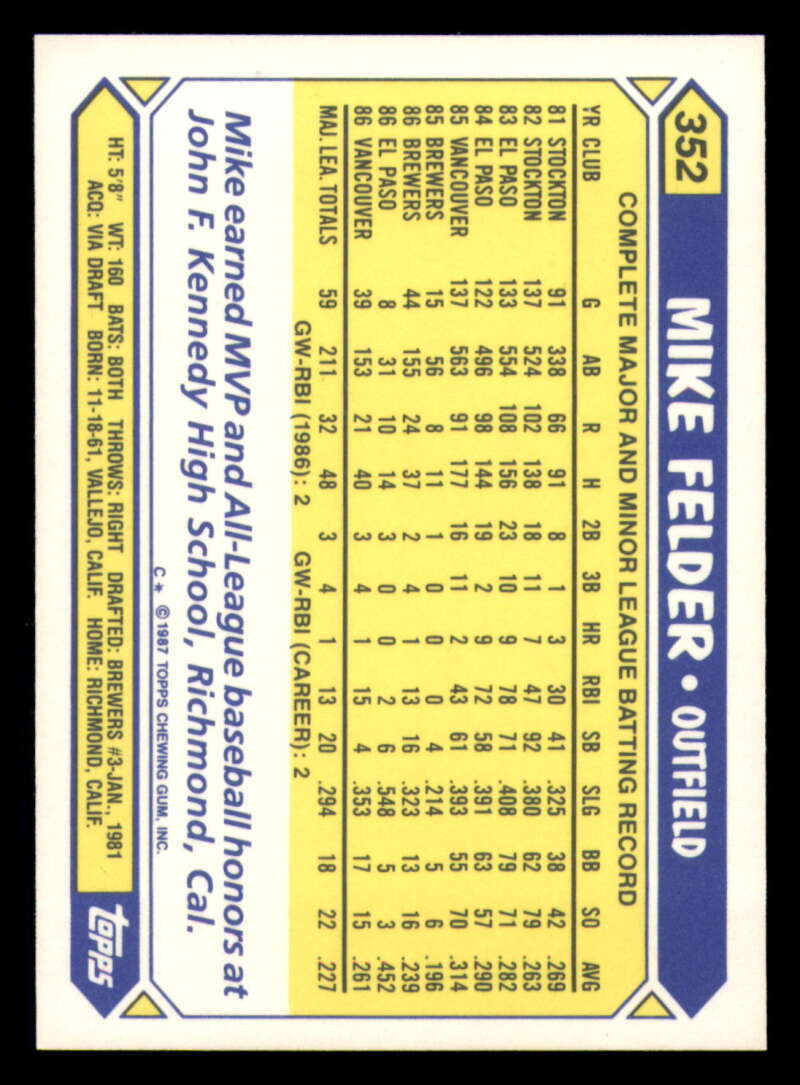 352 MIKE FELDER • OUTFIELD
COMPLETE MAJOR AND MINOR LEAGUE BATTING RECORD
YR CLUB G AB R H 2B 3B HR RBI SB SLG BB SO AVG
81 STOCKTON 91 338 66 91 8 1 3 30 41 .325 38 42 .269
82 STOCKTON 137 524 102 138 18 11 7 47 92 .380 62 79 .263
83 EL PASO 133 554 108 156 23 10 9 78 71 .408 79 71 .282
84 EL PASO 122 496 98 144 19 2 9 72 58 .391 63 57 .290
85 VANCOUVER 137 563 91 177 16 11 2 43 61 .393 55 70 .314
85 BREWERS 15 56 8 11 1 0 0 0 4 .214 5 6 .196
86 BREWERS 44 155 24 37 2 4 1 13 16 .323 13 16 .239
86 EL PASO 8 31 10 14 3 0 0 2 6 .548 5 3 .452
86 VANCOUVER 39 153 21 40 3 4 1 15 4 .353 17 15 .261
MAJ. LEA. TOTALS 59 211 32 48 3 4 1 13 20 .294 18 22 .227
GW-RBI (1986): 2 GW-RBI (CAREER): 2
Mike earned MVP and All-League baseball honors at
John F. Kennedy High School, Richmond, Cal.
C * © 1987 TOPPS CHEWING GUM, INC.
HT: 5'8" WT: 160 BATS: BOTH THROWS: RIGHT DRAFTED: BREWERS #3-JAN., 1981
ACQ: VIA DRAFT BORN: 11-18-61, VALLEJO, CALIF. HOME: RICHMOND, CALIF.
topps